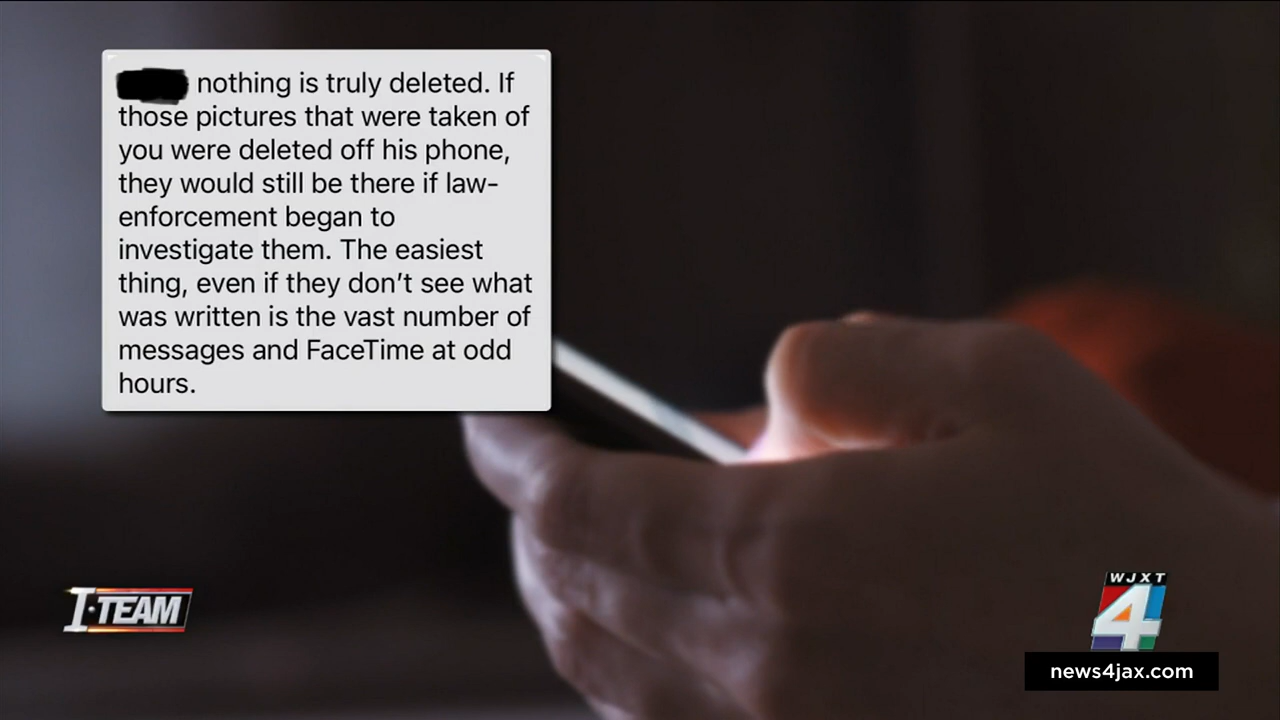 nothing is truly deleted. If
those pictures that were taken of
you were deleted off his phone,
they would still be there if law-
enforcement began to
investigate them. The easiest
thing, even if they don’t see what
was written is the vast number of
messages and FaceTime at odd
hours.
I-TEAM
WJXT
4
news4jax.com